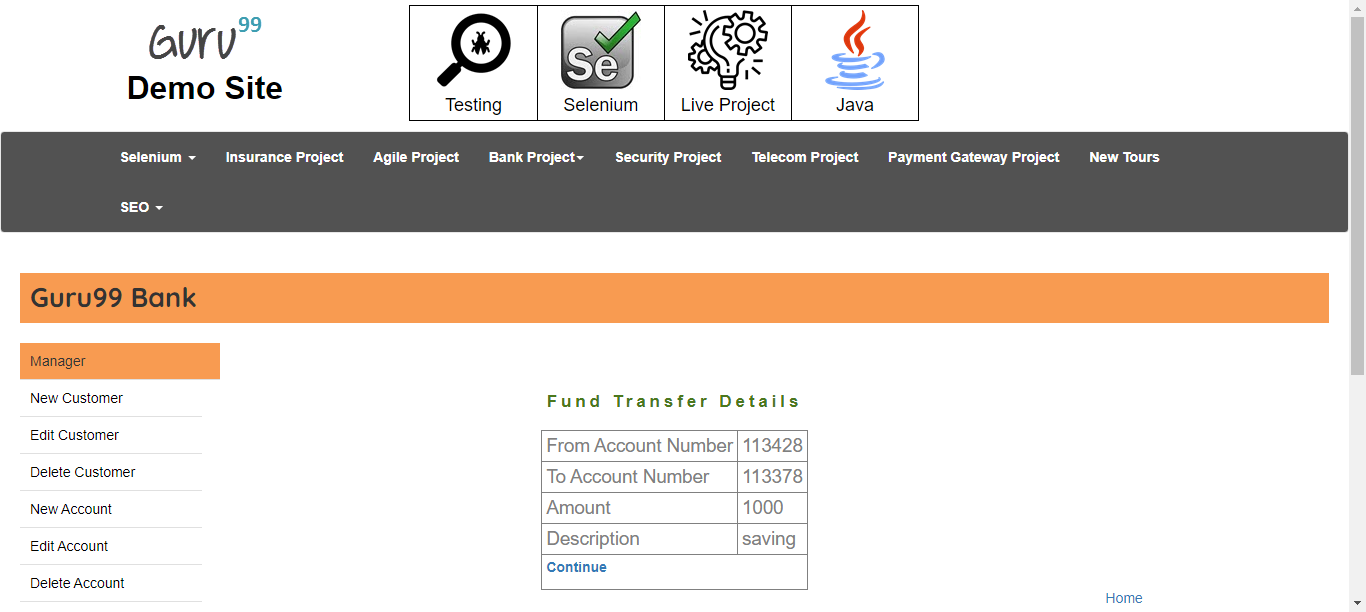 Guru99
Demo Site
Testing
Se
Selenium
Live Project
Java
Selenium Insurance Project Agile Project Bank Project Security Project Telecom Project Payment Gateway Project New Tours
SEO
Guru99 Bank
Manager
New Customer
Edit Customer
Delete Customer
New Account
Edit Account
Delete Account
Fund Transfer Details
From Account Number 113428
To Account Number 113378
Amount 1000
Description saving
Continue
Home